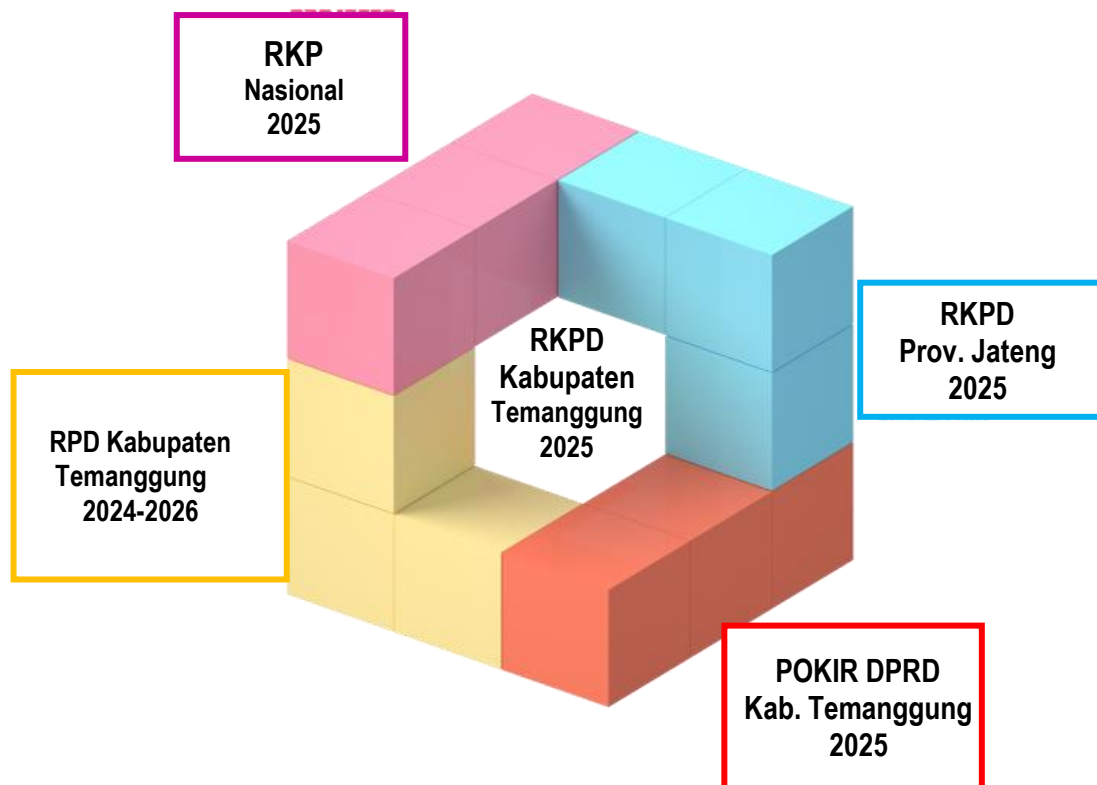 RKP
Nasional
2025
RKPD
Prov. Jateng
2025
RKPD
Kabupaten
Temanggung
2025
RPD Kabupaten
Temanggung
2024-2026
POKIR DPRD
Kab. Temanggung
2025